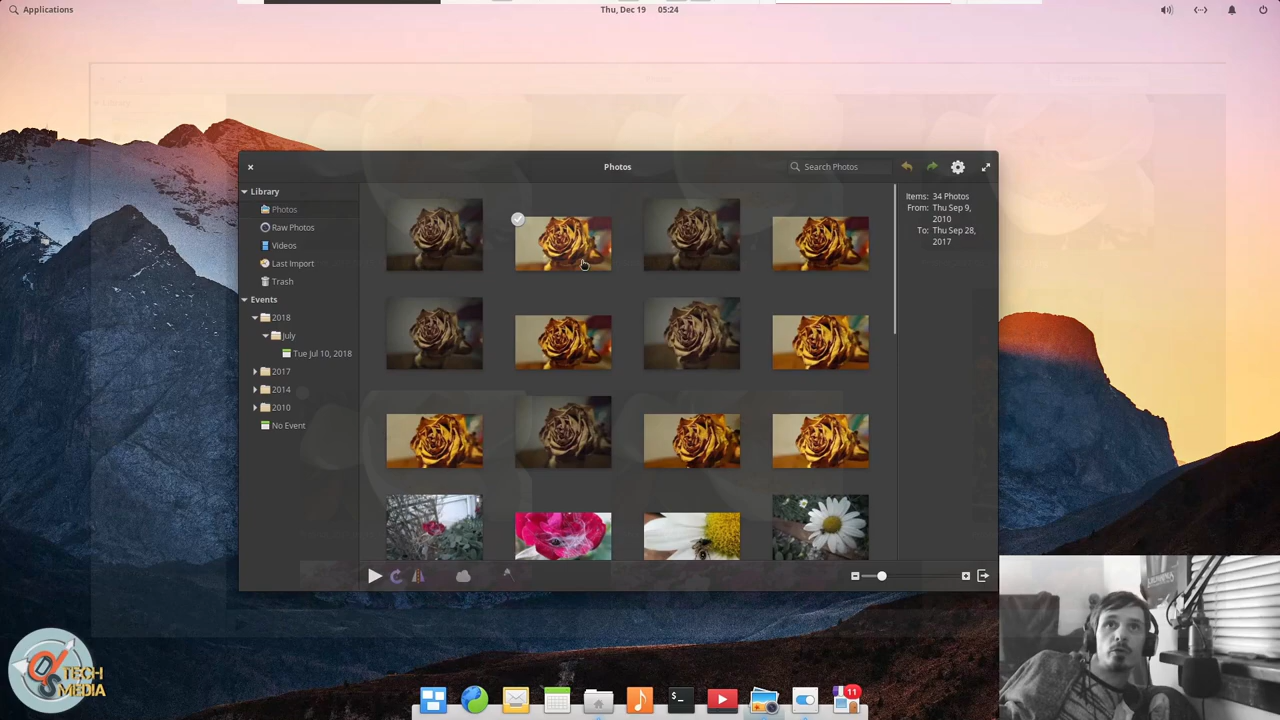 Applications
Thu, Dec 19 05:24
Photos
Search Photos
Library
Photos
Raw Photos
Videos
Last Import
Trash
Events
2018
July
Tue Jul 10, 2018
2017
2014
2010
No Event
Items: 34 Photos
From: Thu Sep 9,
2010
To: Thu Sep 28,
2017
TECH
MEDIA
11